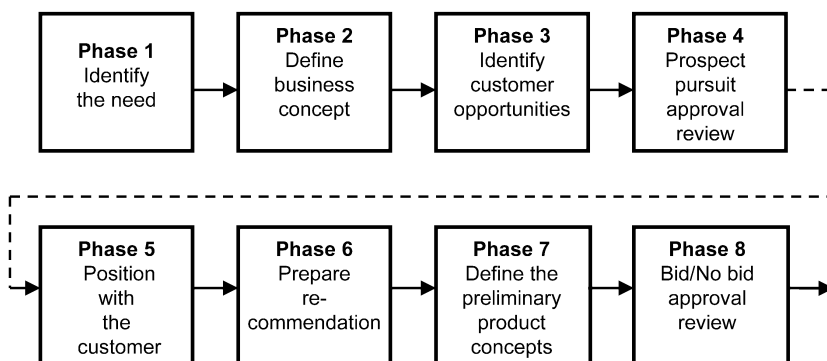 Phase 1
Identify
the need
Phase 2
Define
business
concept
Phase 3
Identify
customer
opportunities
Phase 4
Prospect
pursuit
approval
review
Phase 5
Position
with
the
customer
Phase 6
Prepare
re-
commendation
Phase 7
Define the
preliminary
product
concepts
Phase 8
Bid/No bid
approval
review